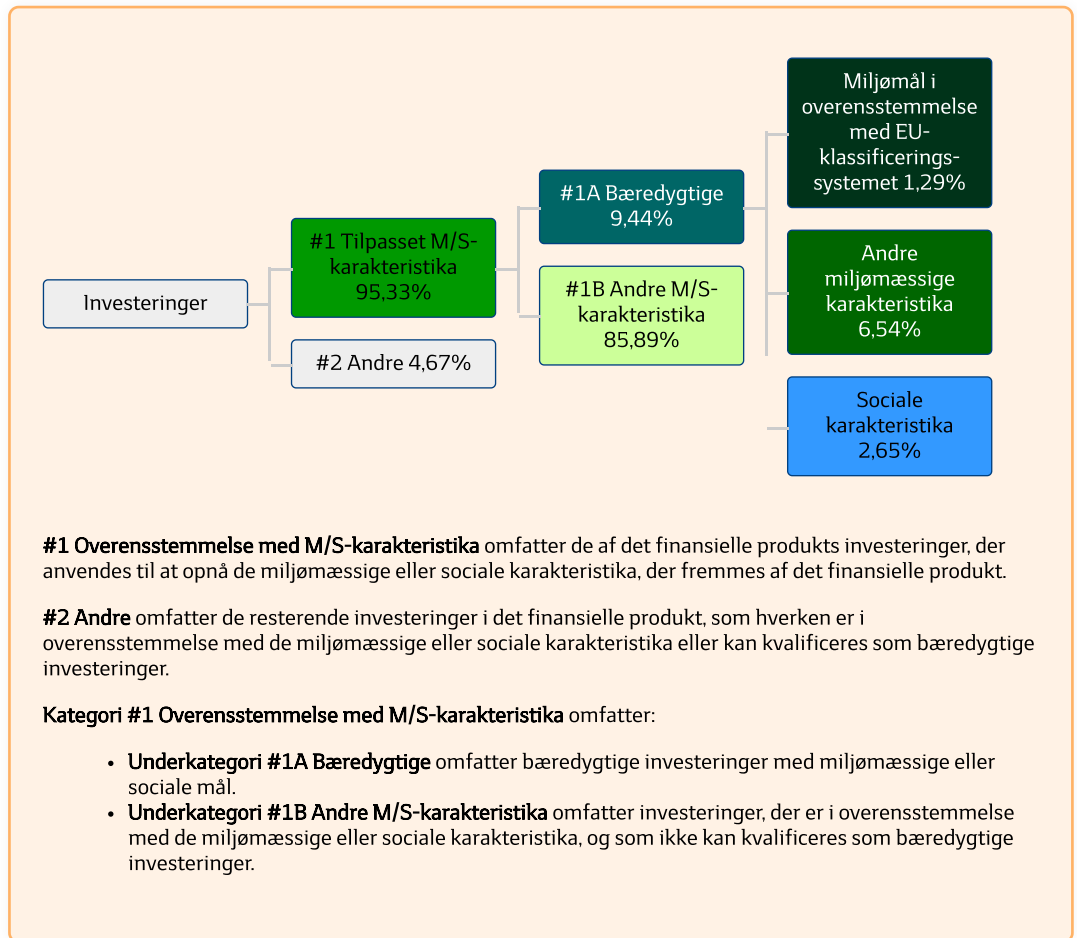 Investeringer
#1 Tilpasset M/S-
karakteristika
95,33%
#2 Andre 4,67%
#1A Bæredygtige
9,44%
#1B Andre M/S-
karakteristika
85,89%
Miljømål i
overensstemmelse
med EU-
klassificerings-
systemet 1,29%
Andre
miljømæssige
karakteristika
6,54%
Sociale
karakteristika
2,65%
#1 Overensstemmelse med M/S-karakteristika omfatter de af det finansielle produkts investeringer, der
anvendes til at opnå de miljømæssige eller sociale karakteristika, der fremmes af det finansielle produkt.
#2 Andre omfatter de resterende investeringer i det finansielle produkt, som hverken er i
overensstemmelse med de miljømæssige eller sociale karakteristika eller kan kvalificeres som bæredygtige
investeringer.
Kategori #1 Overensstemmelse med M/S-karakteristika omfatter:
• Underkategori #1A Bæredygtige omfatter bæredygtige investeringer med miljømæssige eller
sociale mål.
• Underkategori #1B Andre M/S-karakteristika omfatter investeringer, der er i overensstemmelse
med de miljømæssige eller sociale karakteristika, og som ikke kan kvalificeres som bæredygtige
investeringer.